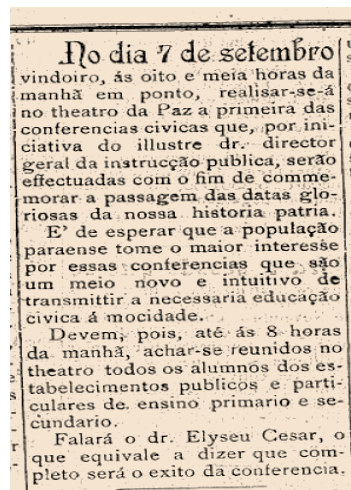 No dia 7 de setembro
vindoiro, ás oito e meia horas da
manhã em ponto, realisar-se-á
no theatro da Paz a primeira das
conferencias civicas que, por ini-
ciativa do illustre dr. director
geral da instrucção publica, serão
effectuadas com o fim de comme-
morar a passagem das datas glo-
riosas da nossa historia patria.
E' de esperar que a população
paraense tome o maior interesse
por essas conferencias que são
um meio novo e intuitivo de
transmittir a necessaria educação
civica á mocidade.
Devem, pois, até ás 8 horas
da manhã, achar-se reunidos no
theatro todos os alumnos dos es-
tabelecimentos publicos e parti-
culares de ensino primario e se-
cundario.
Falará o dr. Elyseu Cesar, o
que equivale a dizer que com-
pleto será o exito da conferencia.